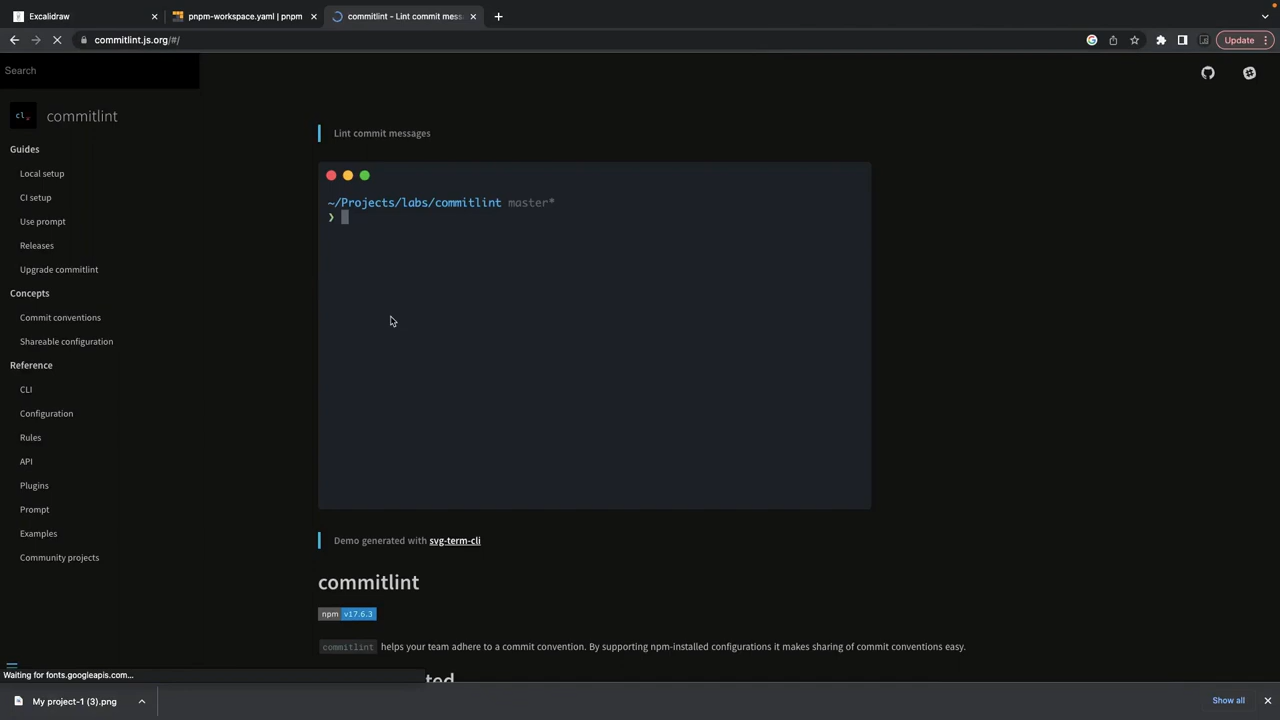 Excalidraw
pnpm-workspace.yaml | pnpm
commitlint - Lint commit mess
commitlint.js.org/#/
Update
Search
cl.
commitlint
Guides
Local setup
CI setup
Use prompt
Releases
Upgrade commitlint
Concepts
Commit conventions
Shareable configuration
Reference
CLI
Configuration
Rules
API
Plugins
Prompt
Examples
Community projects
Lint commit messages
~/Projects/labs/commitlint master*
❯
Demo generated with svg-term-cli
commitlint
npm v17.6.3
commitlint helps your team adhere to a commit convention. By supporting npm-installed configurations it makes sharing of commit conventions easy.
ted
Waiting for fonts.googleapis.com...
My project-1 (3).png
Show all